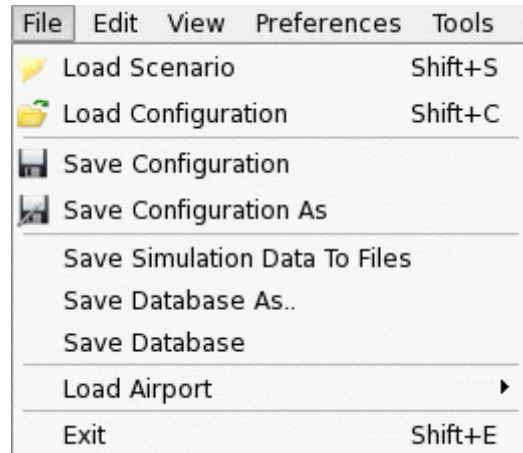 File Edit View Preferences Tools
Load Scenario Shift+S
Load Configuration Shift+C
Save Configuration
Save Configuration As
Save Simulation Data To Files
Save Database As..
Save Database
Load Airport
Exit Shift+E